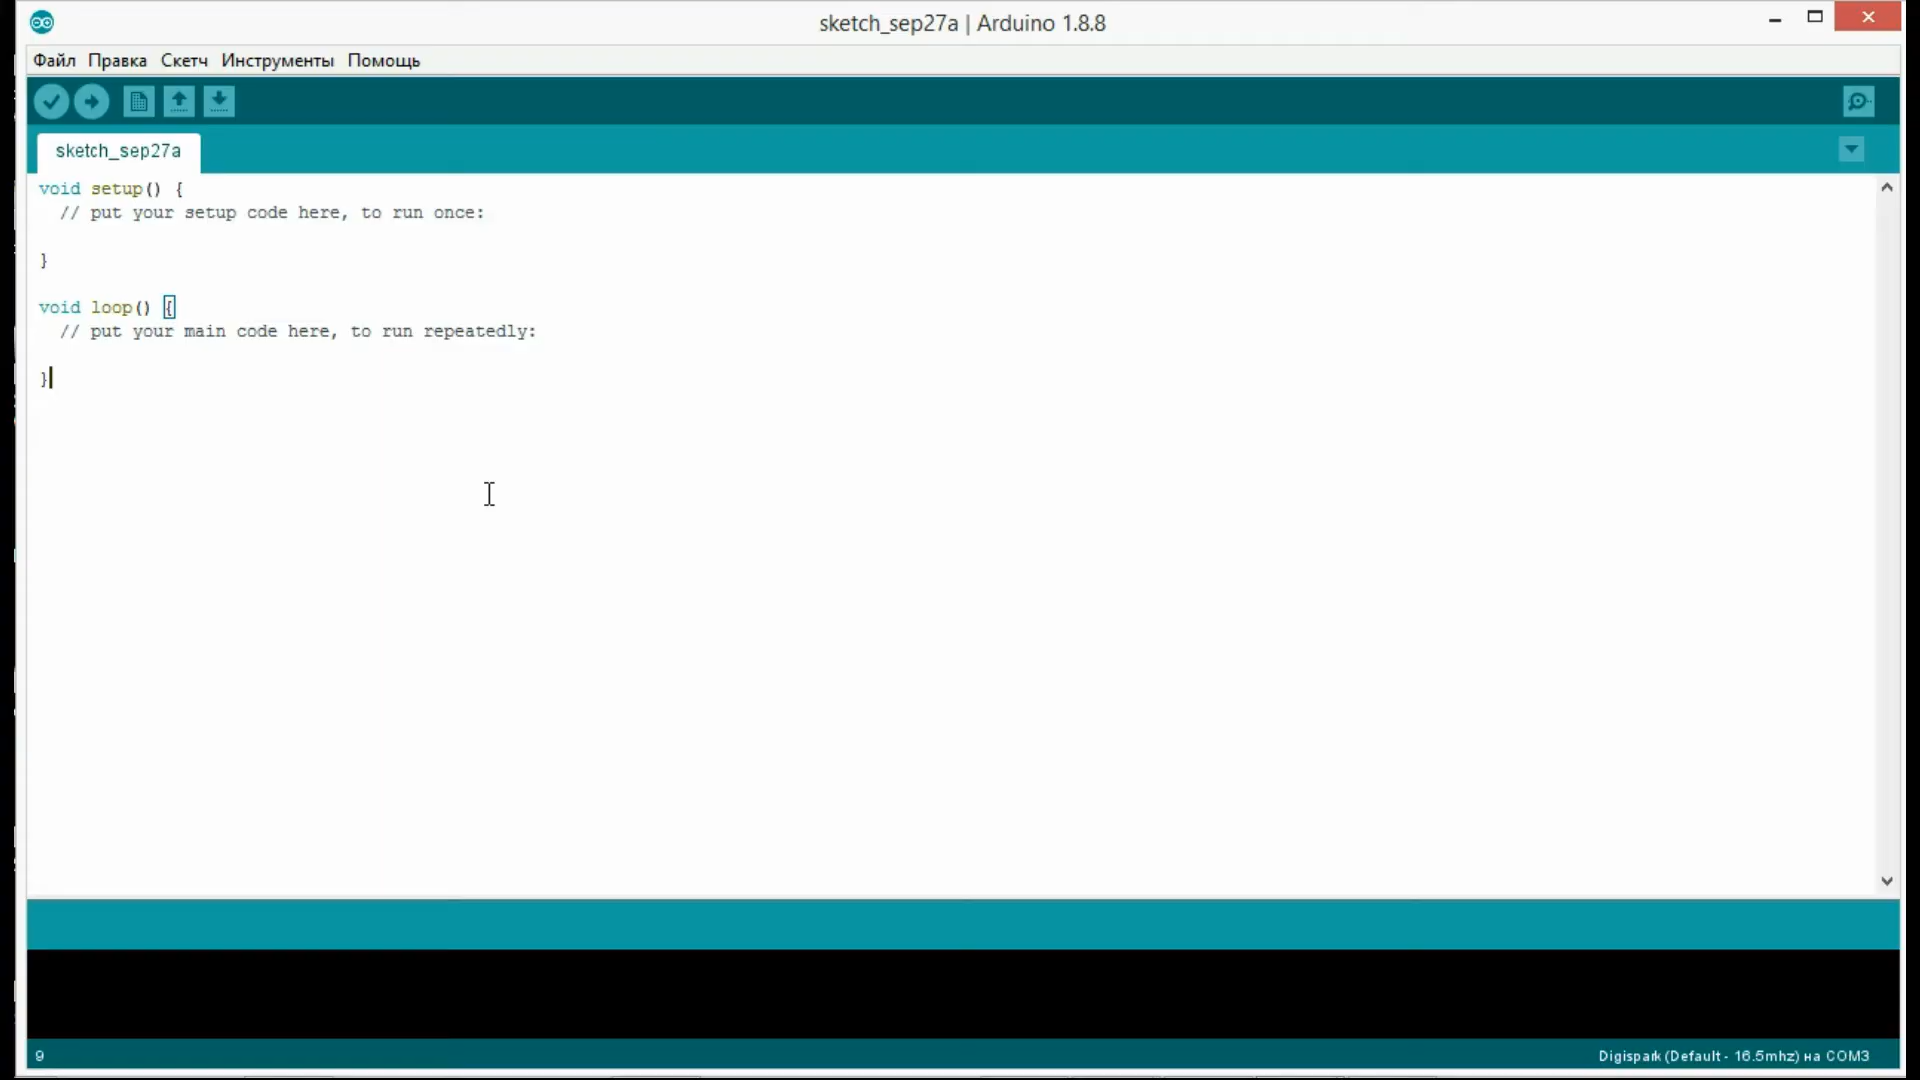 sketch_sep27a | Arduino 1.8.8
Файл Правка Скетч Инструменты Помощь
sketch_sep27a
void setup() {
  // put your setup code here, to run once:
}
void loop() {
  // put your main code here, to run repeatedly:
}
9
Digispark (Default - 16.5mhz) на COM3